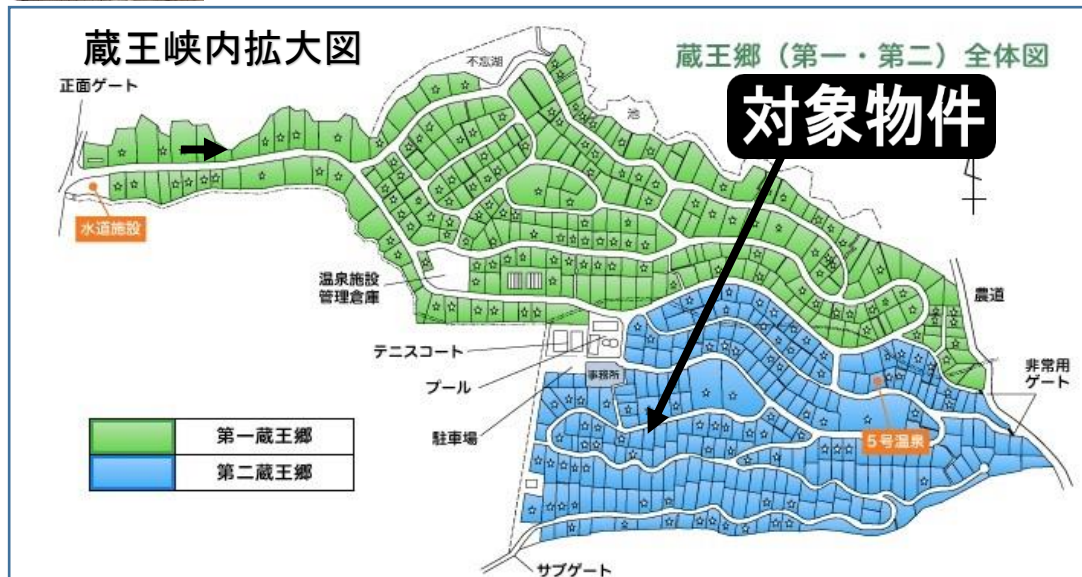 蔵王峡内拡大図
蔵王郷（第一・第二）全体図
対象物件
正面ゲート
不忘湖
池
水道施設
温泉施設
管理倉庫
農道
テニスコート
プール
事務所
非常用
ゲート
駐車場
5号温泉
第一蔵王郷
第二蔵王郷
サブゲート